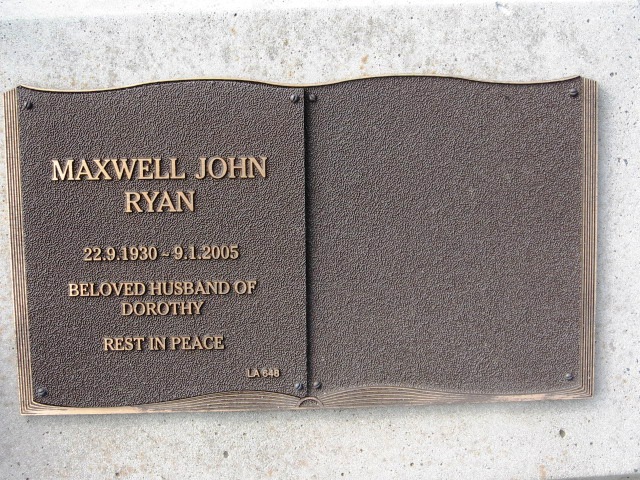 MAXWELL JOHN
RYAN
22.9.1930 ~ 9.1.2005
BELOVED HUSBAND OF
DOROTHY
REST IN PEACE
LA 648